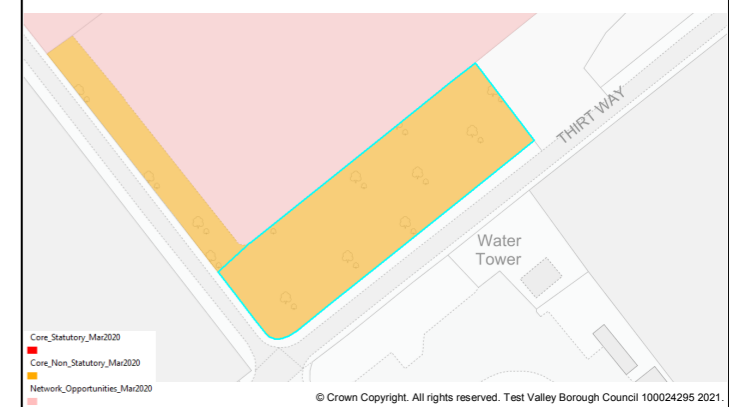 THIRT WAY
Water
Tower
Core_Statutory_Mar2020
Core_Non_Statutory_Mar2020
Network_Opportunities_Mar2020
© Crown Copyright. All rights reserved. Test Valley Borough Council 100024295 2021.